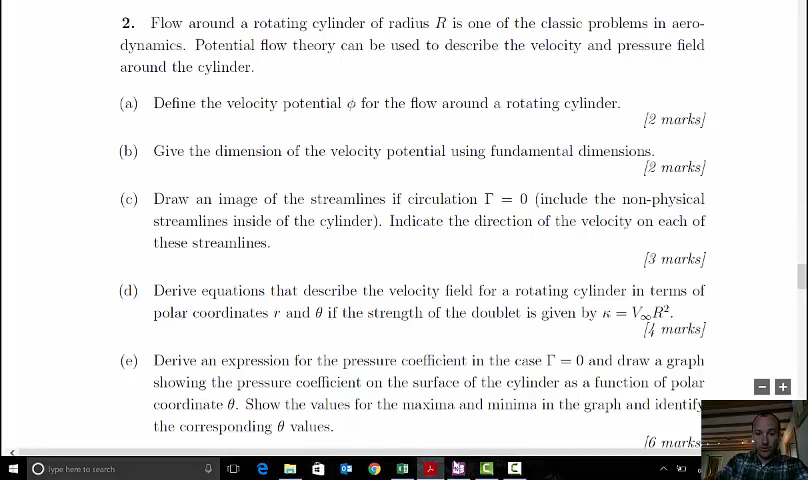 2. Flow around a rotating cylinder of radius R is one of the classic problems in aero-
dynamics. Potential flow theory can be used to describe the velocity and pressure field
around the cylinder.
(a) Define the velocity potential ϕ for the flow around a rotating cylinder.
[2 marks]
(b) Give the dimension of the velocity potential using fundamental dimensions.
[2 marks]
(c) Draw an image of the streamlines if circulation Γ = 0 (include the non-physical
streamlines inside of the cylinder). Indicate the direction of the velocity on each of
these streamlines.
[3 marks]
(d) Derive equations that describe the velocity field for a rotating cylinder in terms of
polar coordinates r and θ if the strength of the doublet is given by κ = V∞R².
[4 marks]
(e) Derive an expression for the pressure coefficient in the case Γ = 0 and draw a graph
showing the pressure coefficient on the surface of the cylinder as a function of polar
coordinate θ. Show the values for the maxima and minima in the graph and identify
the corresponding θ values.
[6 marks
Type here to search